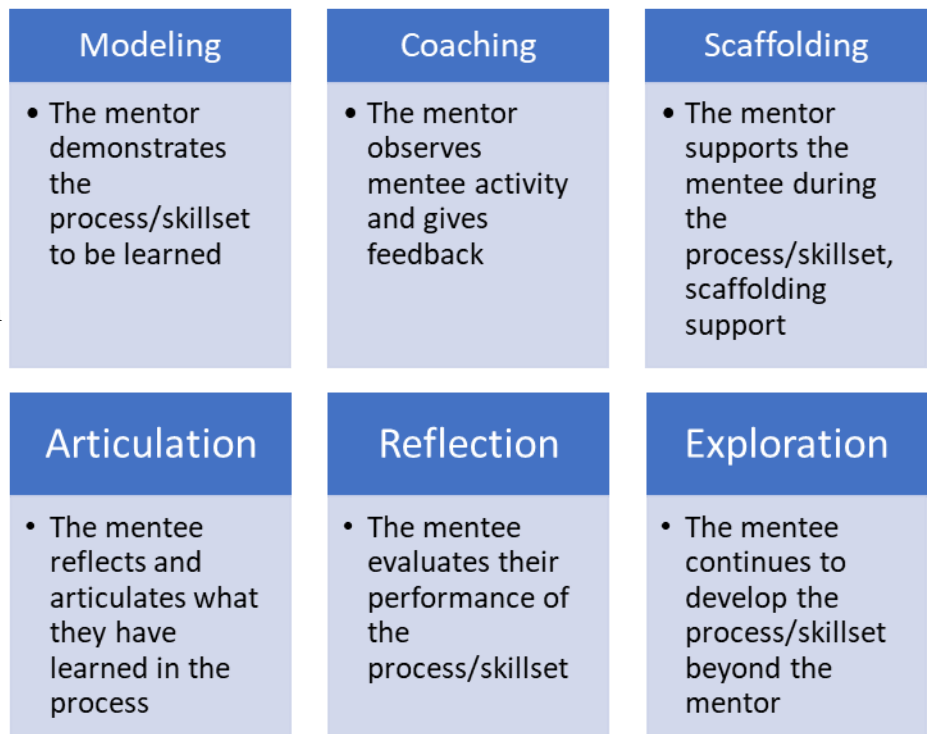 Modeling
• The mentor
demonstrates
the
process/skillset
to be learned
Coaching
• The mentor
observes
mentee activity
and gives
feedback
Scaffolding
• The mentor
supports the
mentee during
the
process/skillset,
scaffolding
support
Articulation
• The mentee
reflects and
articulates what
they have
learned in the
process
Reflection
• The mentee
evaluates their
performance of
the
process/skillset
Exploration
• The mentee
continues to
develop the
process/skillset
beyond the
mentor